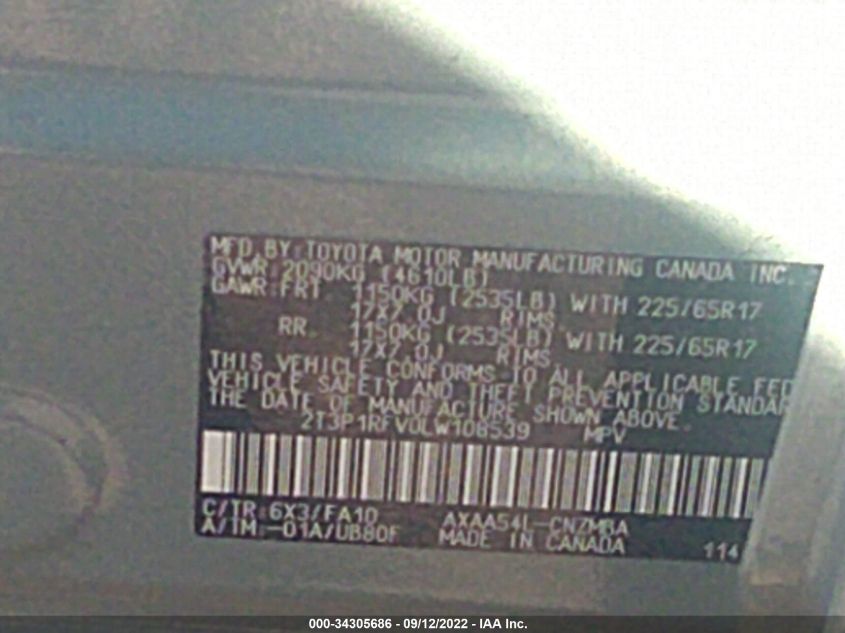 MFD.BY:TOYOTA MOTOR MANUFACTURING CANADA INC.
GVWR:2090KG (4610LB)
GAWR:FRT. 1150KG (2535LB) WITH 225/65R17
17X7.0J RIMS.
RR. 1150KG (2535LB) WITH 225/65R17
17X7.0J RIMS.
THIS VEHICLE CONFORMS TO ALL APPLICABLE FED
VEHICLE SAFETY AND THEFT PREVENTION STANDAR
THE DATE OF MANUFACTURE SHOWN ABOVE.
2T3P1RFV0LW108539 MPV
C/TR:6X3/FA10 AXAA54L-CNZMBA
A/TM:-01A/UB80F MADE IN CANADA 114
000-34305686 - 09/12/2022 - IAA Inc.